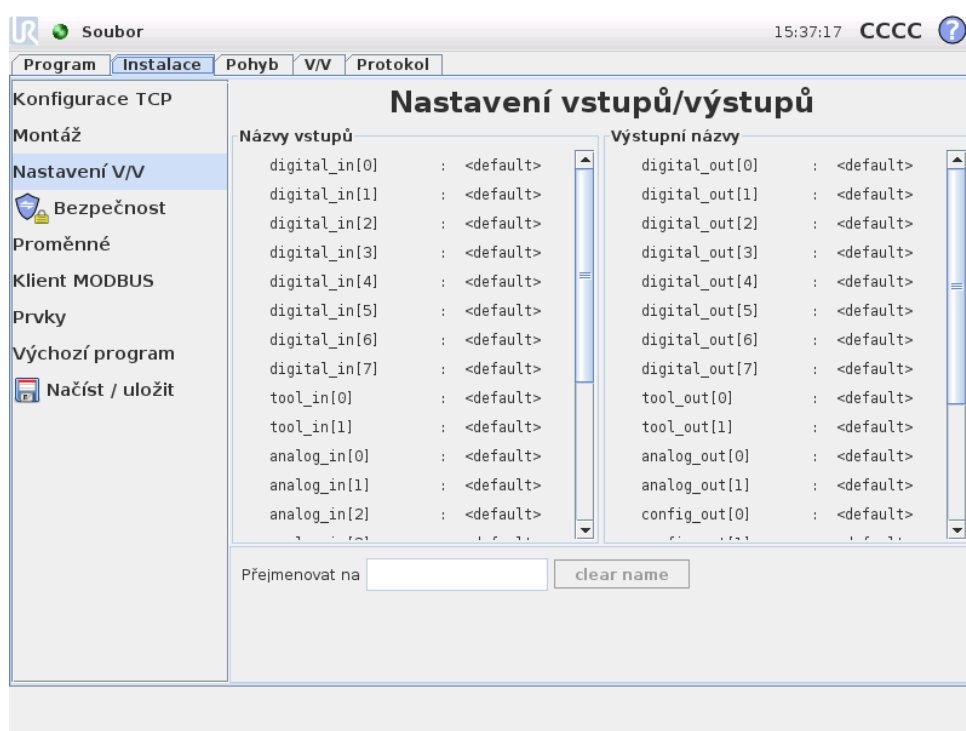 UR Soubor 15:37:17 CCCC ?
Program Instalace Pohyb V/V Protokol
Konfigurace TCP
Montáž
Nastavení V/V
Bezpečnost
Proměnné
Klient MODBUS
Prvky
Výchozí program
Načíst / uložit
Nastavení vstupů/výstupů
Názvy vstupů
digital_in[0] : <default>
digital_in[1] : <default>
digital_in[2] : <default>
digital_in[3] : <default>
digital_in[4] : <default>
digital_in[5] : <default>
digital_in[6] : <default>
digital_in[7] : <default>
tool_in[0] : <default>
tool_in[1] : <default>
analog_in[0] : <default>
analog_in[1] : <default>
analog_in[2] : <default>
Výstupní názvy
digital_out[0] : <default>
digital_out[1] : <default>
digital_out[2] : <default>
digital_out[3] : <default>
digital_out[4] : <default>
digital_out[5] : <default>
digital_out[6] : <default>
digital_out[7] : <default>
tool_out[0] : <default>
tool_out[1] : <default>
analog_out[0] : <default>
analog_out[1] : <default>
config_out[0] : <default>
Přejmenovat na clear name